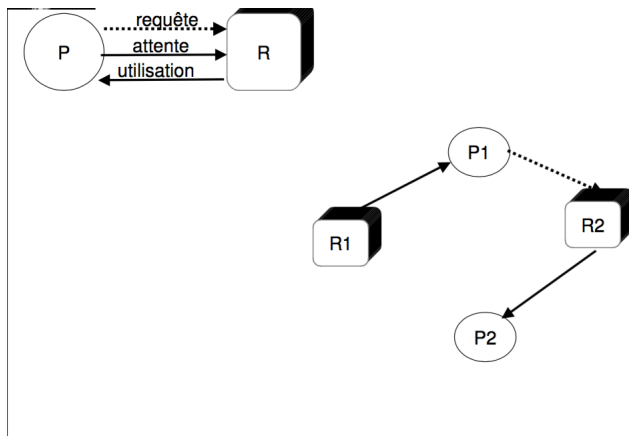 requête
P
attente
R
utilisation
P1
R2
R1
P2